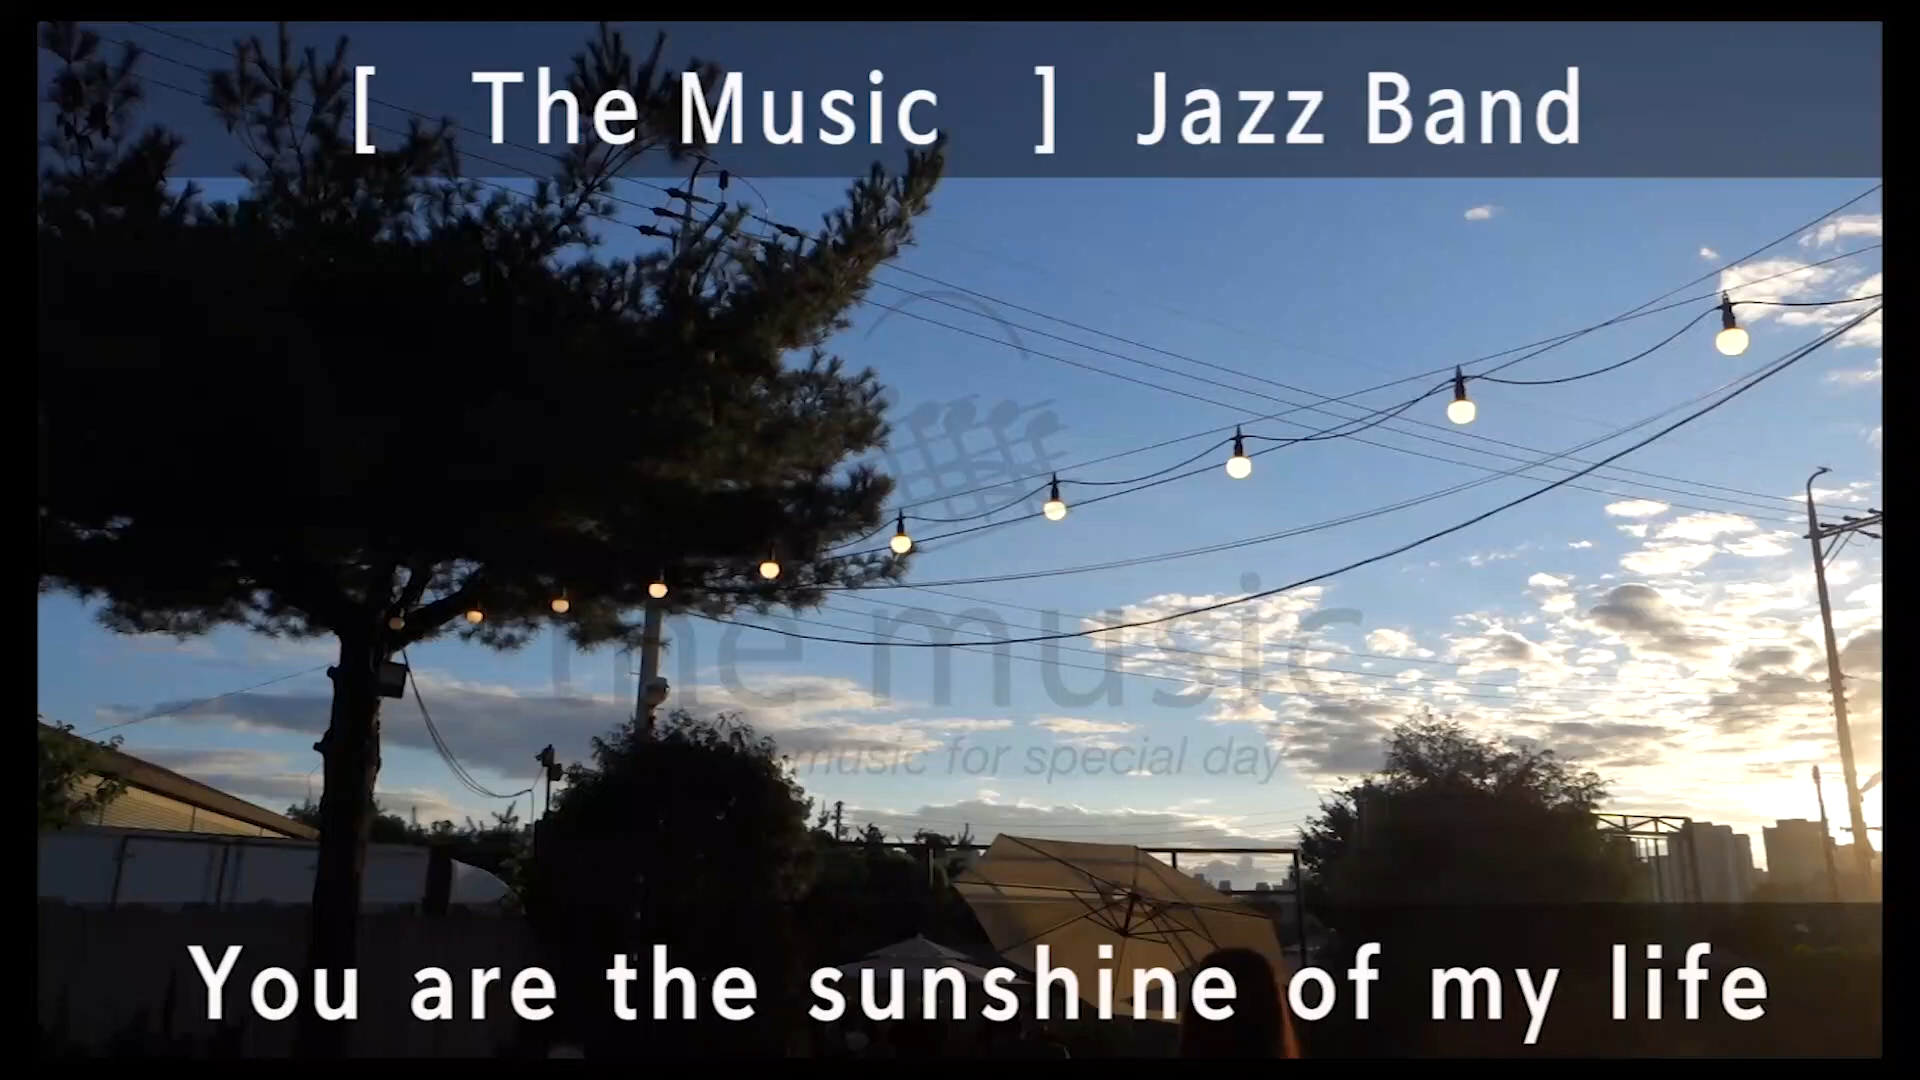 [ The Music ] Jazz Band
the music
music for special day
You are the sunshine of my life